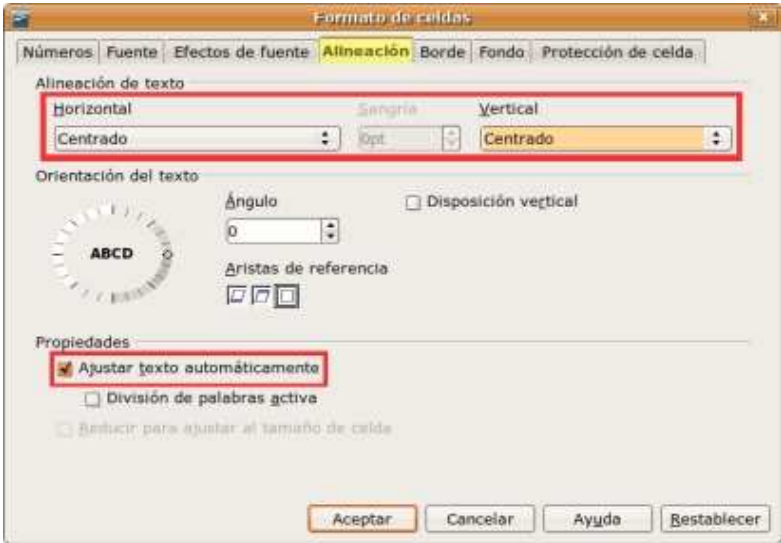 Formato de celdas
Números Fuente Efectos de fuente Alineación Borde Fondo Protección de celda
Alineación de texto
Horizontal Sangría Vertical
Centrado 0pt Centrado
Orientación del texto
Ángulo Disposición vertical
0
ABCD
Aristas de referencia
Propiedades
Ajustar texto automáticamente
División de palabras activa
Reducir para ajustar al tamaño de celda
Aceptar Cancelar Ayuda Restablecer